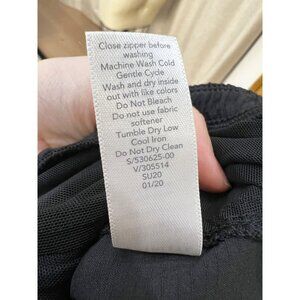 Close zipper before
washing
Machine Wash Cold
Gentle Cycle
Wash and dry inside
out with like colors
Do Not Bleach
Do not use fabric
softener
Tumble Dry Low
Cool Iron
Do Not Dry Clean
S/530625-00
V/305514
SU20
01/20